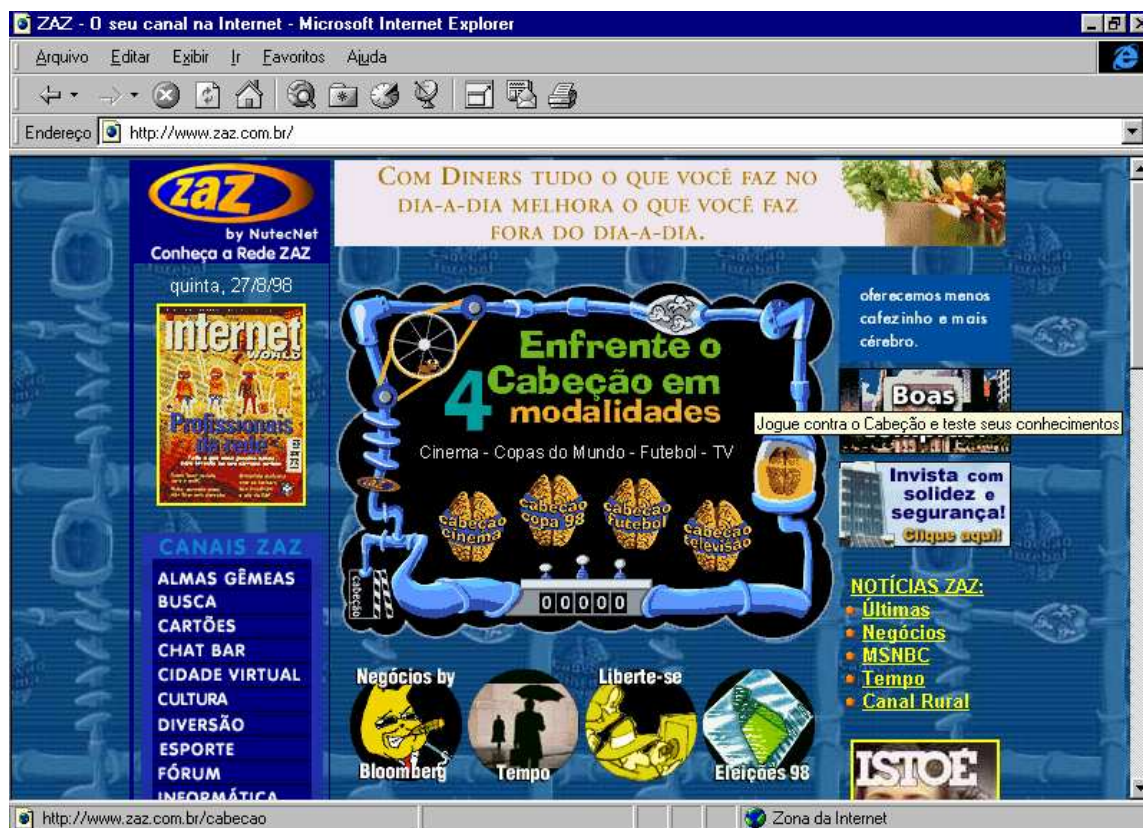 ZAZ - O seu canal na Internet - Microsoft Internet Explorer
Arquivo Editar Exibir Ir Favoritos Ajuda
Endereço http://www.zaz.com.br/
zaz
by NutecNet
Conheça a Rede ZAZ
quinta, 27/8/98
internet
WORLD
Profissionais
da rede
CANAIS ZAZ
ALMAS GÊMEAS
BUSCA
CARTÕES
CHAT BAR
CIDADE VIRTUAL
CULTURA
DIVERSÃO
ESPORTE
FÓRUM
INFORMÁTICA
COM DINERS TUDO O QUE VOCÊ FAZ NO
DIA-A-DIA MELHORA O QUE VOCÊ FAZ
FORA DO DIA-A-DIA.
Enfrente o
Cabeção em
4 modalidades
Cinema - Copas do Mundo - Futebol - TV
cabeção
cinema
cabeção
copa 98
cabeção
futebol
cabeção
televisão
cabeção
00000
Negócios by
Bloomberg
Tempo
Liberte-se
Eleições 98
oferecemos menos
cafezinho e mais
cérebro.
Boas
Jogue contra o Cabeção e teste seus conhecimentos
Invista com
solidez e
segurança!
Clique aqui!
NOTÍCIAS ZAZ:
Últimas
Negócios
MSNBC
Tempo
Canal Rural
ISTOÉ
http://www.zaz.com.br/cabecao
Zona da Internet